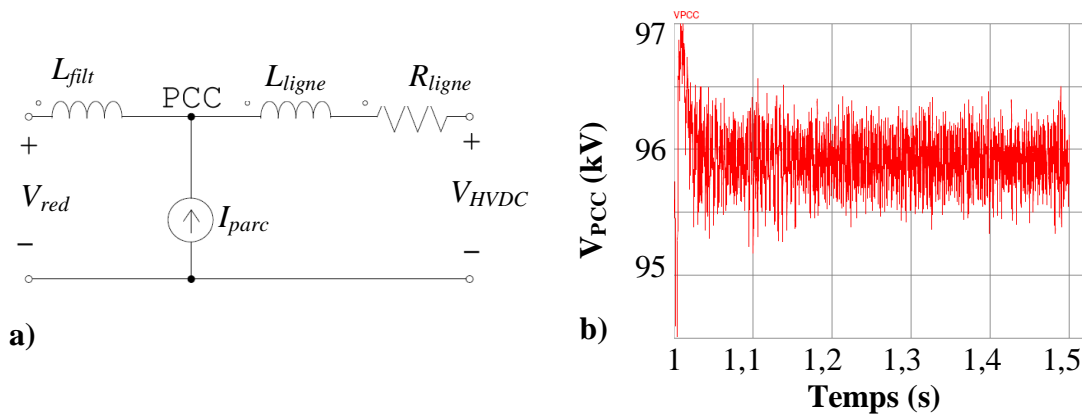 L_filt
PCC
L_ligne
R_ligne
+
+
V_red
I_parc
V_HVDC
−
−
a)
VPCC
97
96
95
V_PCC (kV)
1
1,1
1,2
1,3
1,4
1,5
Temps (s)
b)